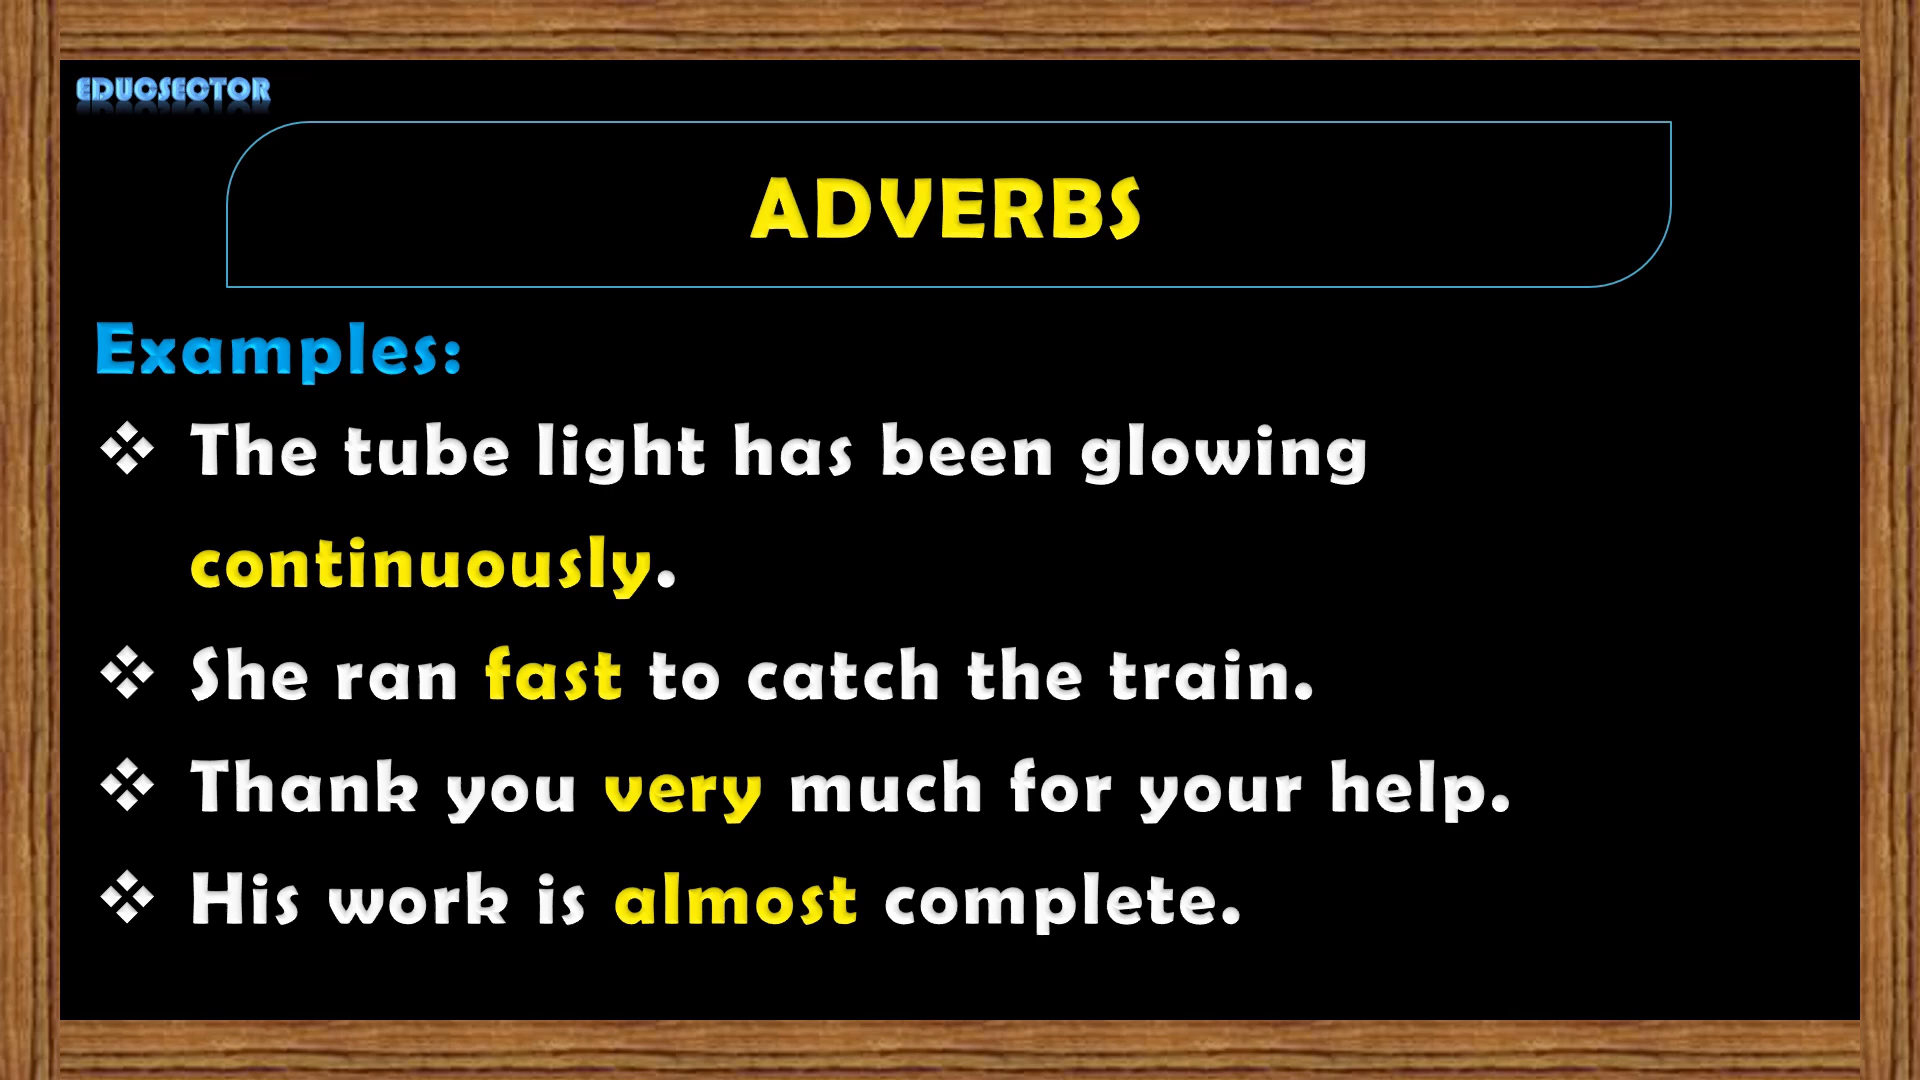 EDUCSECTOR
ADVERBS
Examples:
❖ The tube light has been glowing
continuously.
❖ She ran fast to catch the train.
❖ Thank you very much for your help.
❖ His work is almost complete.